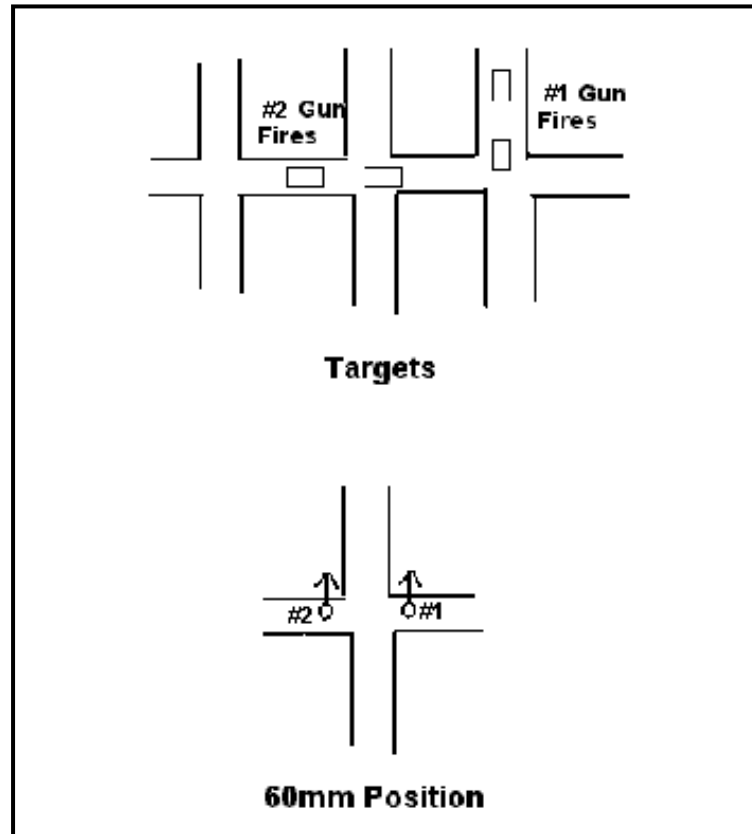 #2 Gun
Fires
#1 Gun
Fires
Targets
#2
#1
60mm Position